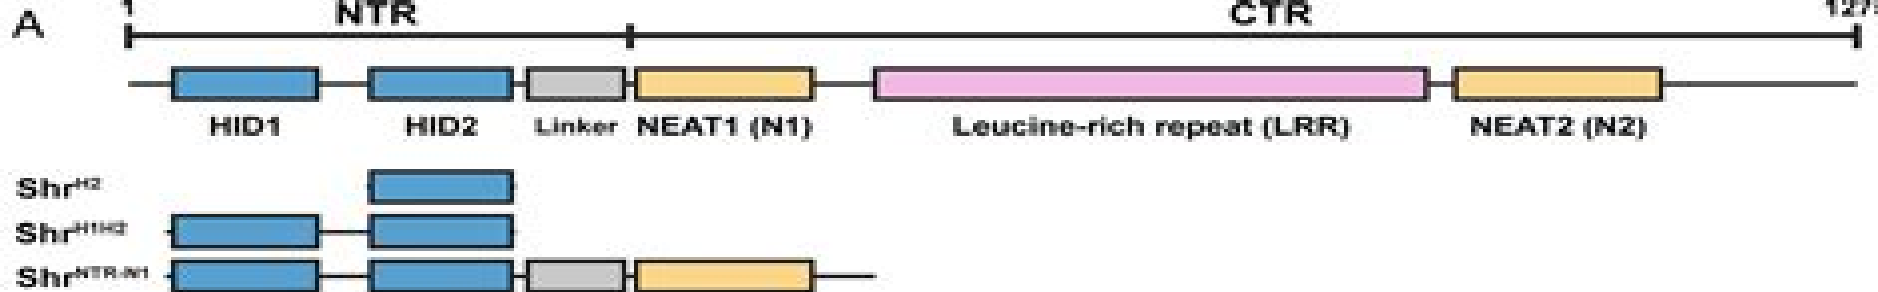 A
1 NTR CTR
HID1 HID2 Linker NEAT1 (N1) Leucine-rich repeat (LRR) NEAT2 (N2)
Shr^H2
Shr^H1H2
Shr^NTR-N1